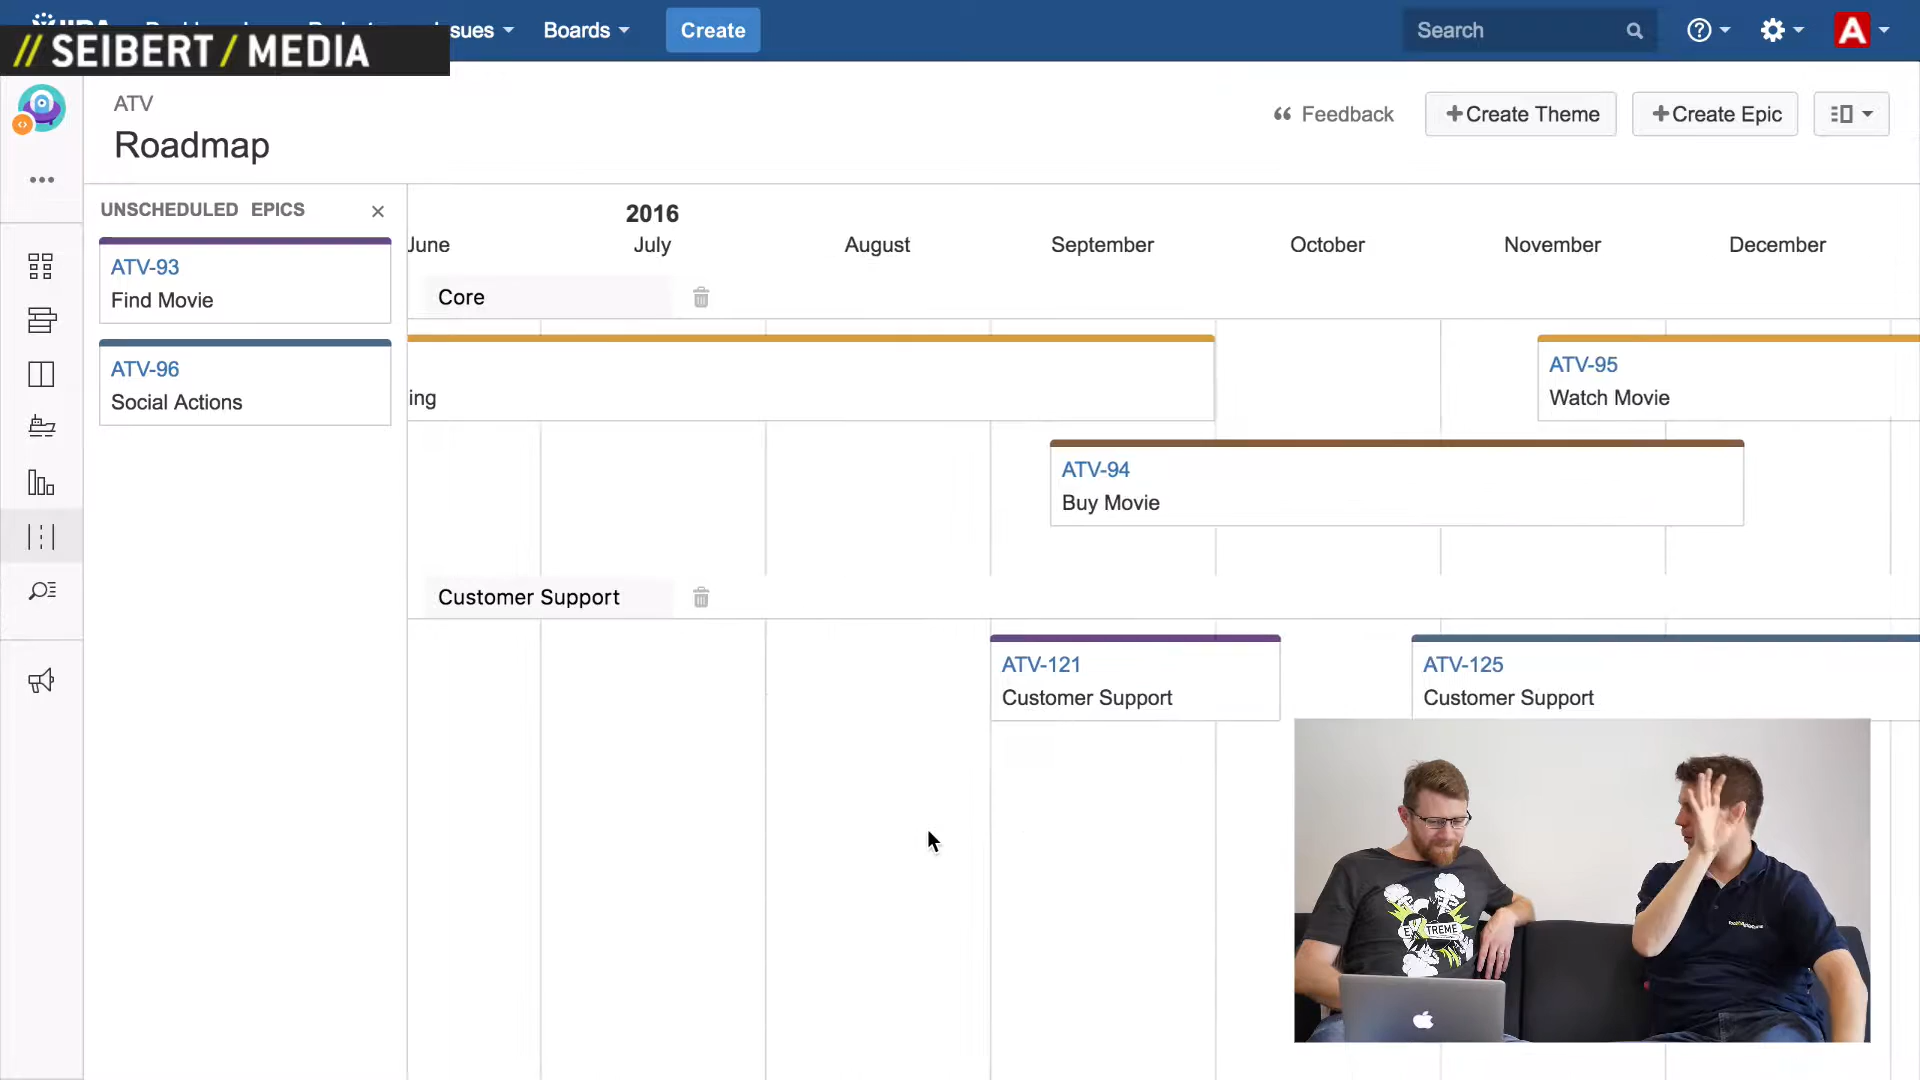 // SEIBERT / MEDIA
Boards
Create
Search
ATV
Roadmap
Feedback
+Create Theme
+Create Epic
UNSCHEDULED EPICS
ATV-93
Find Movie
ATV-96
Social Actions
2016
June
July
August
September
October
November
December
Core
ing
ATV-95
Watch Movie
ATV-94
Buy Movie
Customer Support
ATV-121
Customer Support
ATV-125
Customer Support